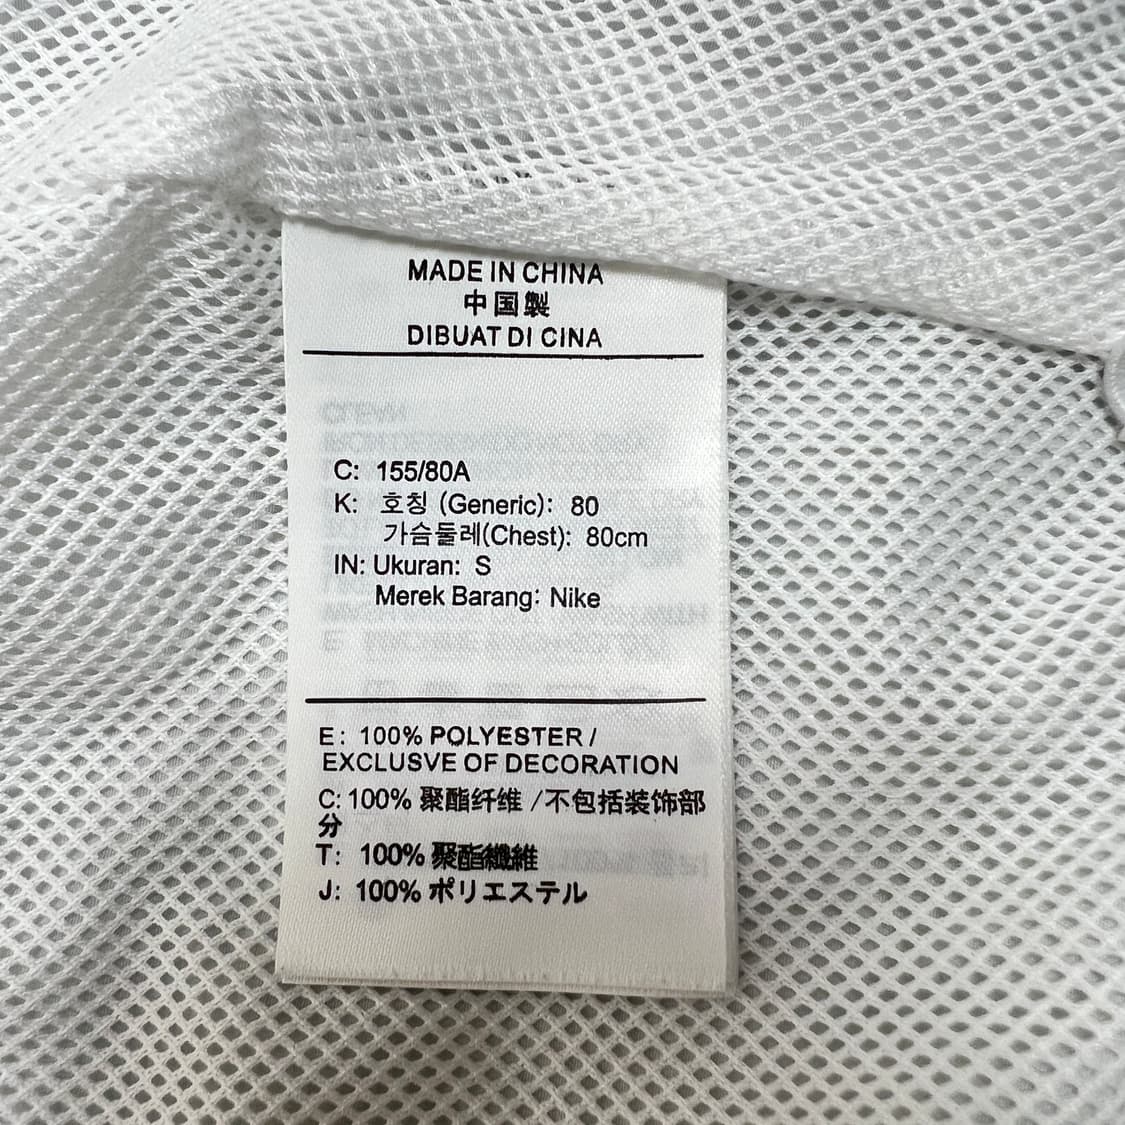 MADE IN CHINA
中国製
DIBUAT DI CINA
C: 155/80A
K: 호칭 (Generic): 80
가슴둘레(Chest): 80cm
IN: Ukuran: S
Merek Barang: Nike
E: 100% POLYESTER /
EXCLUSVE OF DECORATION
C: 100% 聚酯纤维 /不包括装饰部
分
T: 100% 聚酯纖維
J: 100% ポリエステル